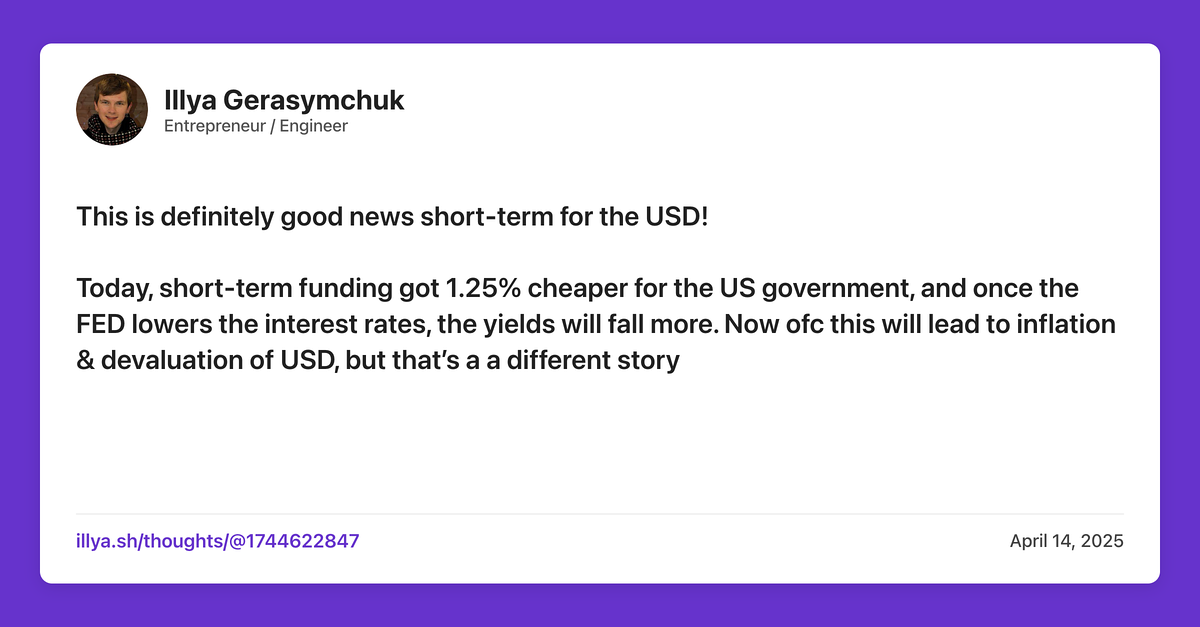 Illya Gerasymchuk
Entrepreneur / Engineer
This is definitely good news short-term for the USD!
Today, short-term funding got 1.25% cheaper for the US government, and once the
FED lowers the interest rates, the yields will fall more. Now ofc this will lead to inflation
& devaluation of USD, but that’s a a different story
illya.sh/thoughts/@1744622847
April 14, 2025